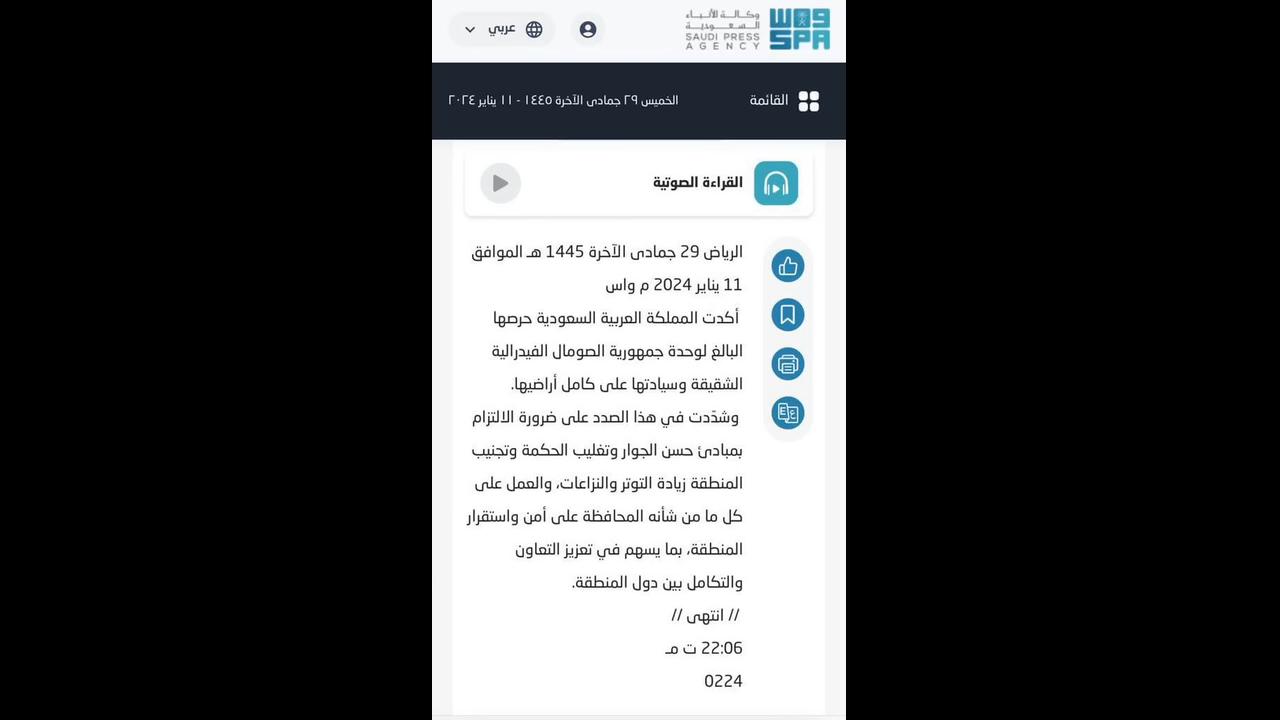 وكالة الأنباء
السعودية
SAUDI PRESS
AGENCY
واس
SPA
عربي
القائمة
الخميس ٢٩ جمادى الآخرة ١٤٤٥ - ١١ يناير ٢٠٢٤
القراءة الصوتية
الرياض 29 جمادى الآخرة 1445 هـ الموافق
11 يناير 2024 م واس
أكدت المملكة العربية السعودية حرصها
البالغ لوحدة جمهورية الصومال الفيدرالية
الشقيقة وسيادتها على كامل أراضيها.
وشدّدت في هذا الصدد على ضرورة الالتزام
بمبادئ حسن الجوار وتغليب الحكمة وتجنيب
المنطقة زيادة التوتر والنزاعات، والعمل على
كل ما من شأنه المحافظة على أمن واستقرار
المنطقة، بما يسهم في تعزيز التعاون
والتكامل بين دول المنطقة.
// انتهى //
22:06 ت مـ
0224